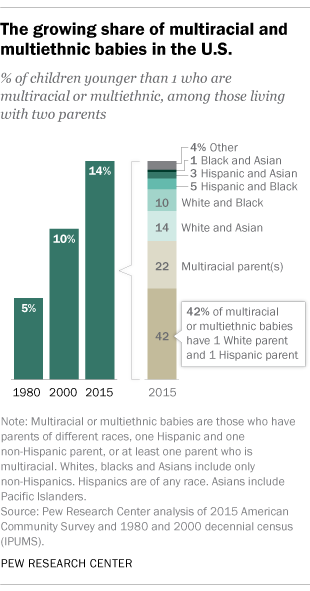 The growing share of multiracial and
multiethnic babies in the U.S.
% of children younger than 1 who are
multiracial or multiethnic, among those living
with two parents
5%
1980
10%
2000
14%
2015
4% Other
1 Black and Asian
3 Hispanic and Asian
5 Hispanic and Black
10 White and Black
14 White and Asian
22 Multiracial parent(s)
42
42% of multiracial
or multiethnic babies
have 1 White parent
and 1 Hispanic parent
2015
Note: Multiracial or multiethnic babies are those who have
parents of different races, one Hispanic and one
non-Hispanic parent, or at least one parent who is
multiracial. Whites, blacks and Asians include only
non-Hispanics. Hispanics are of any race. Asians include
Pacific Islanders.
Source: Pew Research Center analysis of 2015 American
Community Survey and 1980 and 2000 decennial census
(IPUMS).
PEW RESEARCH CENTER